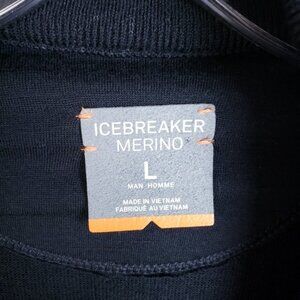 ICEBREAKER
MERINO
L
MAN HOMME
MADE IN VIETNAM
FABRIQUÉ AU VIETNAM